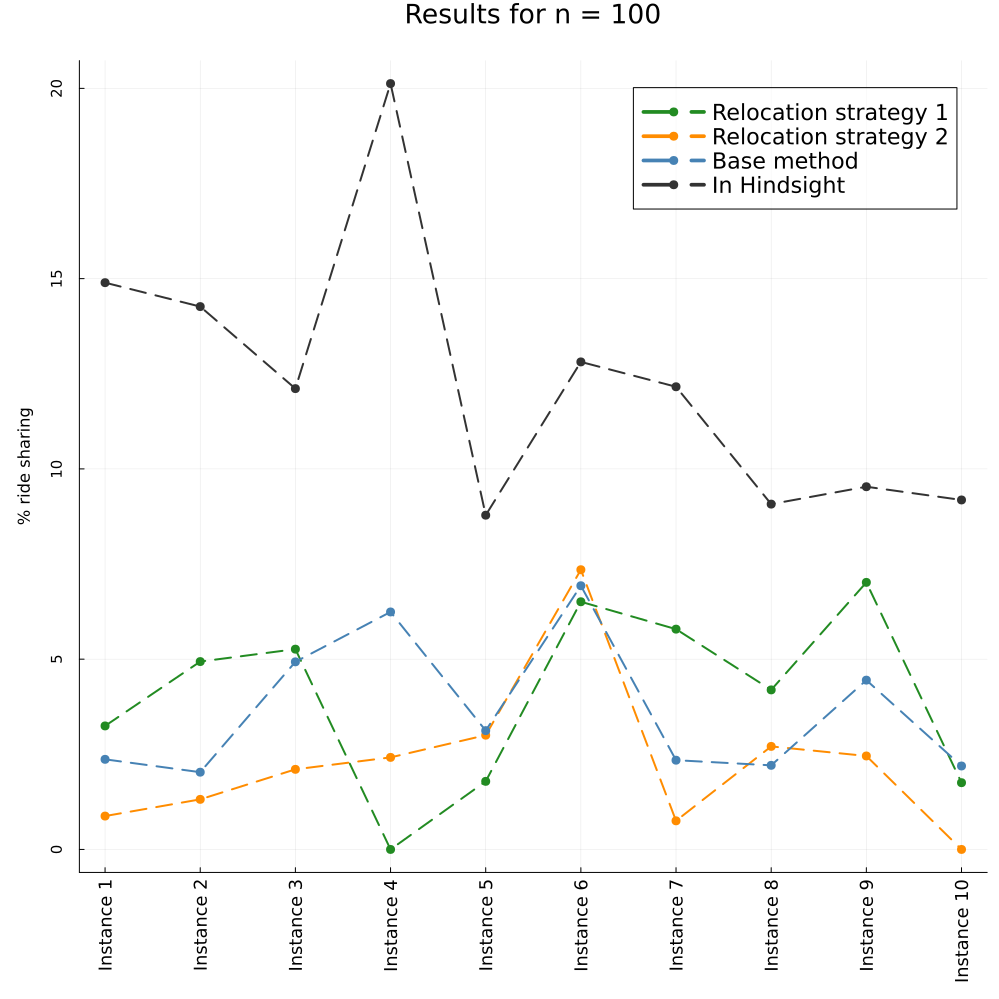 Results for n = 100
Relocation strategy 1
Relocation strategy 2
Base method
In Hindsight
% ride sharing
20
15
10
5
0
Instance 1
Instance 2
Instance 3
Instance 4
Instance 5
Instance 6
Instance 7
Instance 8
Instance 9
Instance 10